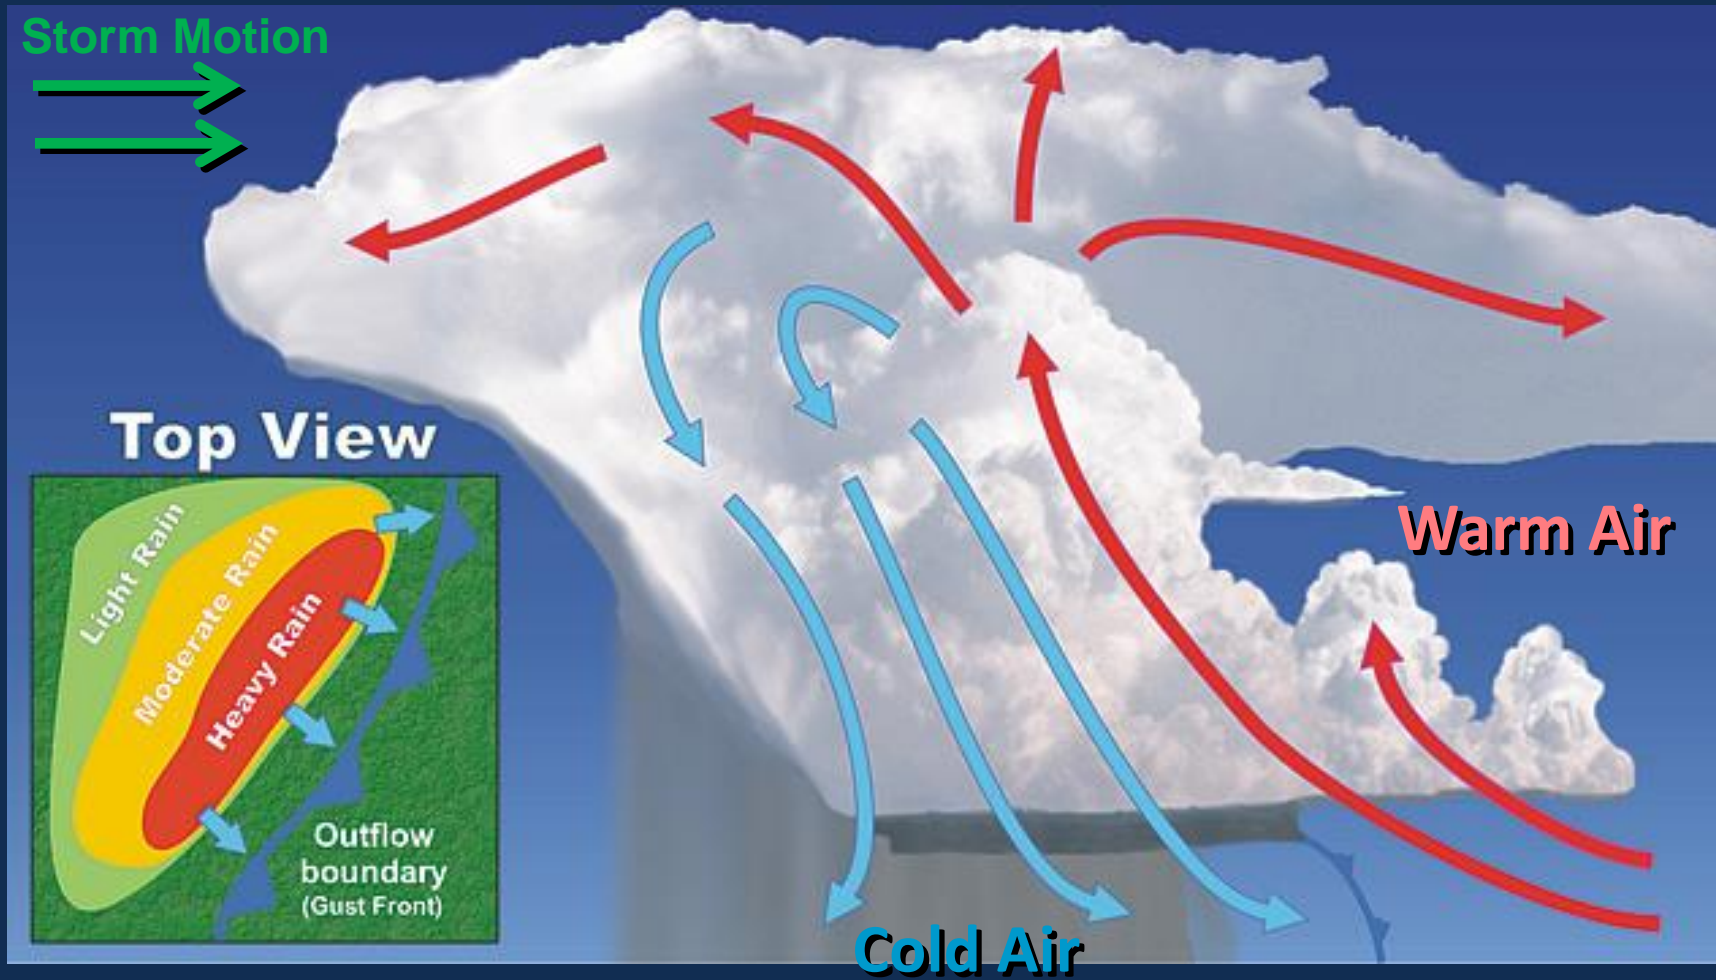 Storm Motion
Top View
Light Rain
Moderate Rain
Heavy Rain
Outflow
boundary
(Gust Front)
Warm Air
Cold Air